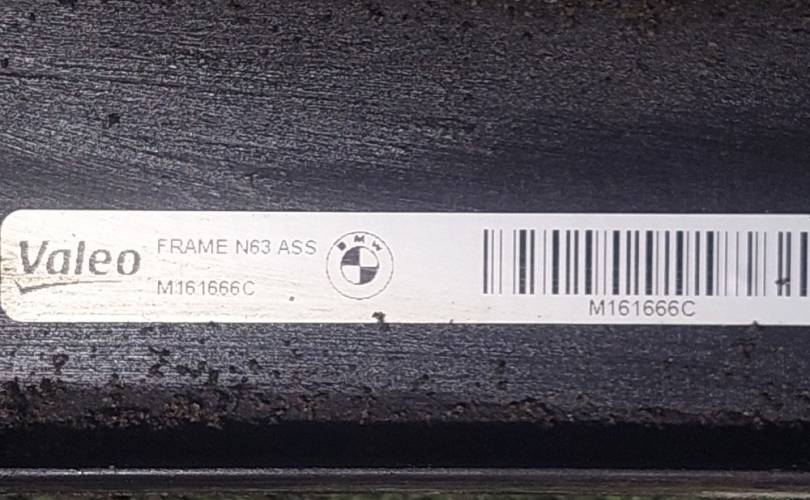 Valeo
FRAME N63 ASS
M161666C
BMW
M161666C